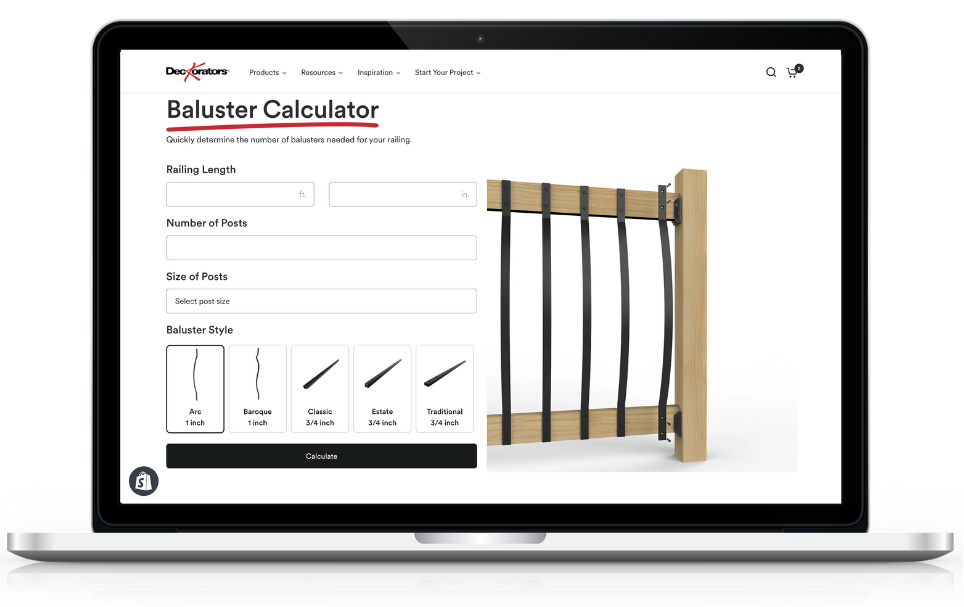 Deckorators
Products
Resources
Inspiration
Start Your Project
2
Baluster Calculator
Quickly determine the number of balusters needed for your railing.
Railing Length
ft.
in.
Number of Posts
Size of Posts
Select post size
Baluster Style
Arc
1 inch
Baroque
1 inch
Classic
3/4 inch
Estate
3/4 inch
Traditional
3/4 inch
Calculate
S